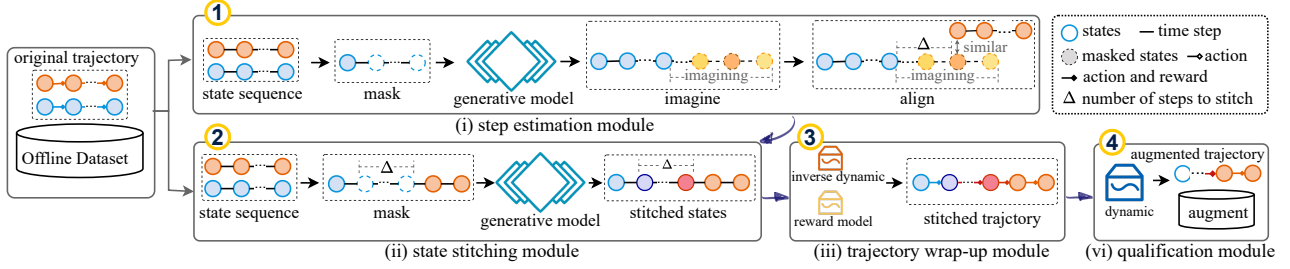 original trajectory
Offline Dataset
1
state sequence
mask
generative model
imagining
imagine
Δ
similar
imagining
align
(i) step estimation module
states
time step
masked states
action
action and reward
Δ number of steps to stitch
2
state sequence
Δ
mask
generative model
Δ
stitched states
(ii) state stitching module
3
inverse dynamic
reward model
stitched trajctory
(iii) trajectory wrap-up module
4
augmented trajectory
dynamic
augment
(vi) qualification module